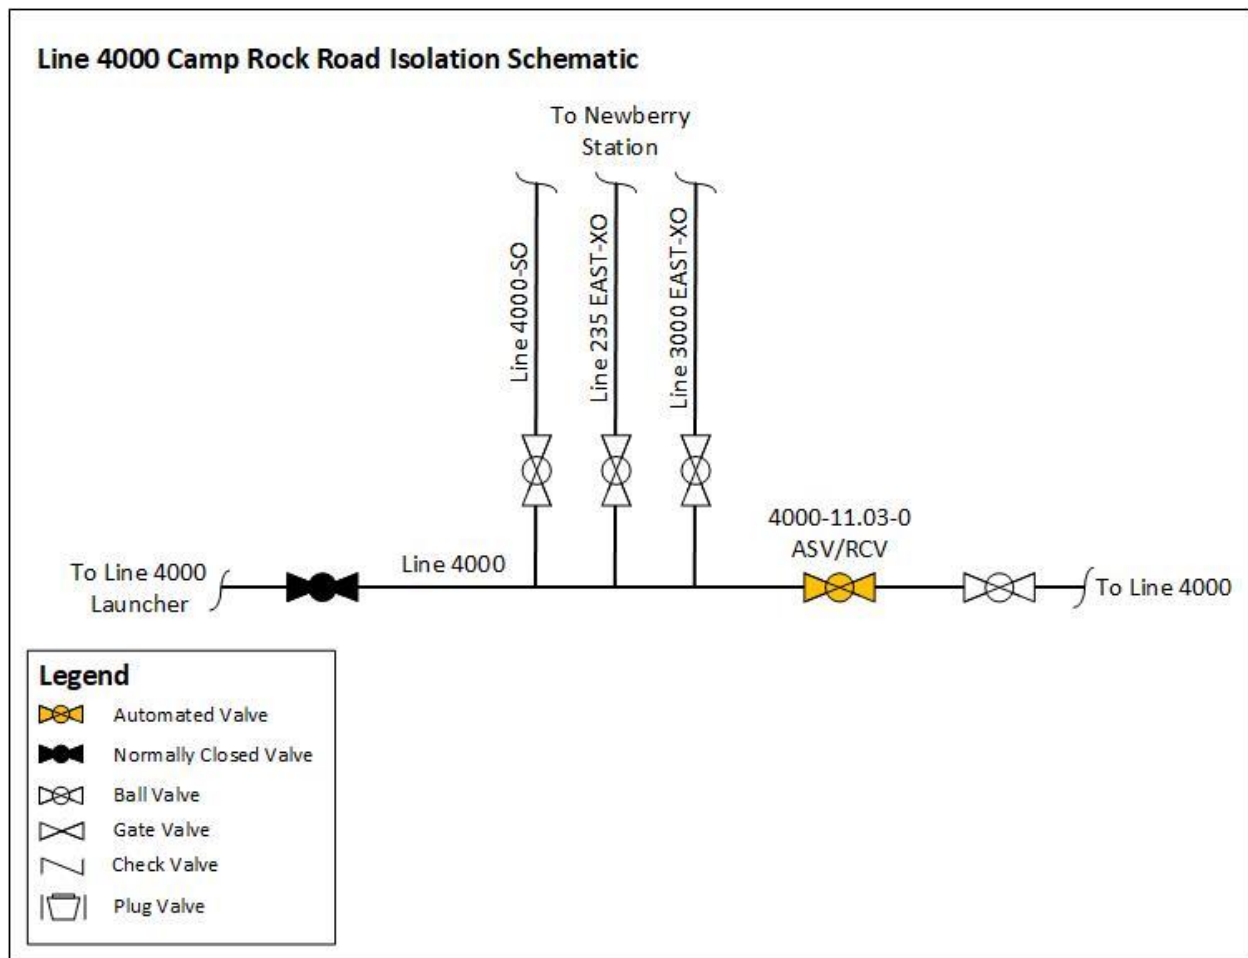 Line 4000 Camp Rock Road Isolation Schematic
To Newberry
Station
Line 4000-SO
Line 235 EAST-XO
Line 3000 EAST-XO
4000-11.03-0
ASV/RCV
To Line 4000
Launcher
Line 4000
To Line 4000
Legend
Automated Valve
Normally Closed Valve
Ball Valve
Gate Valve
Check Valve
Plug Valve